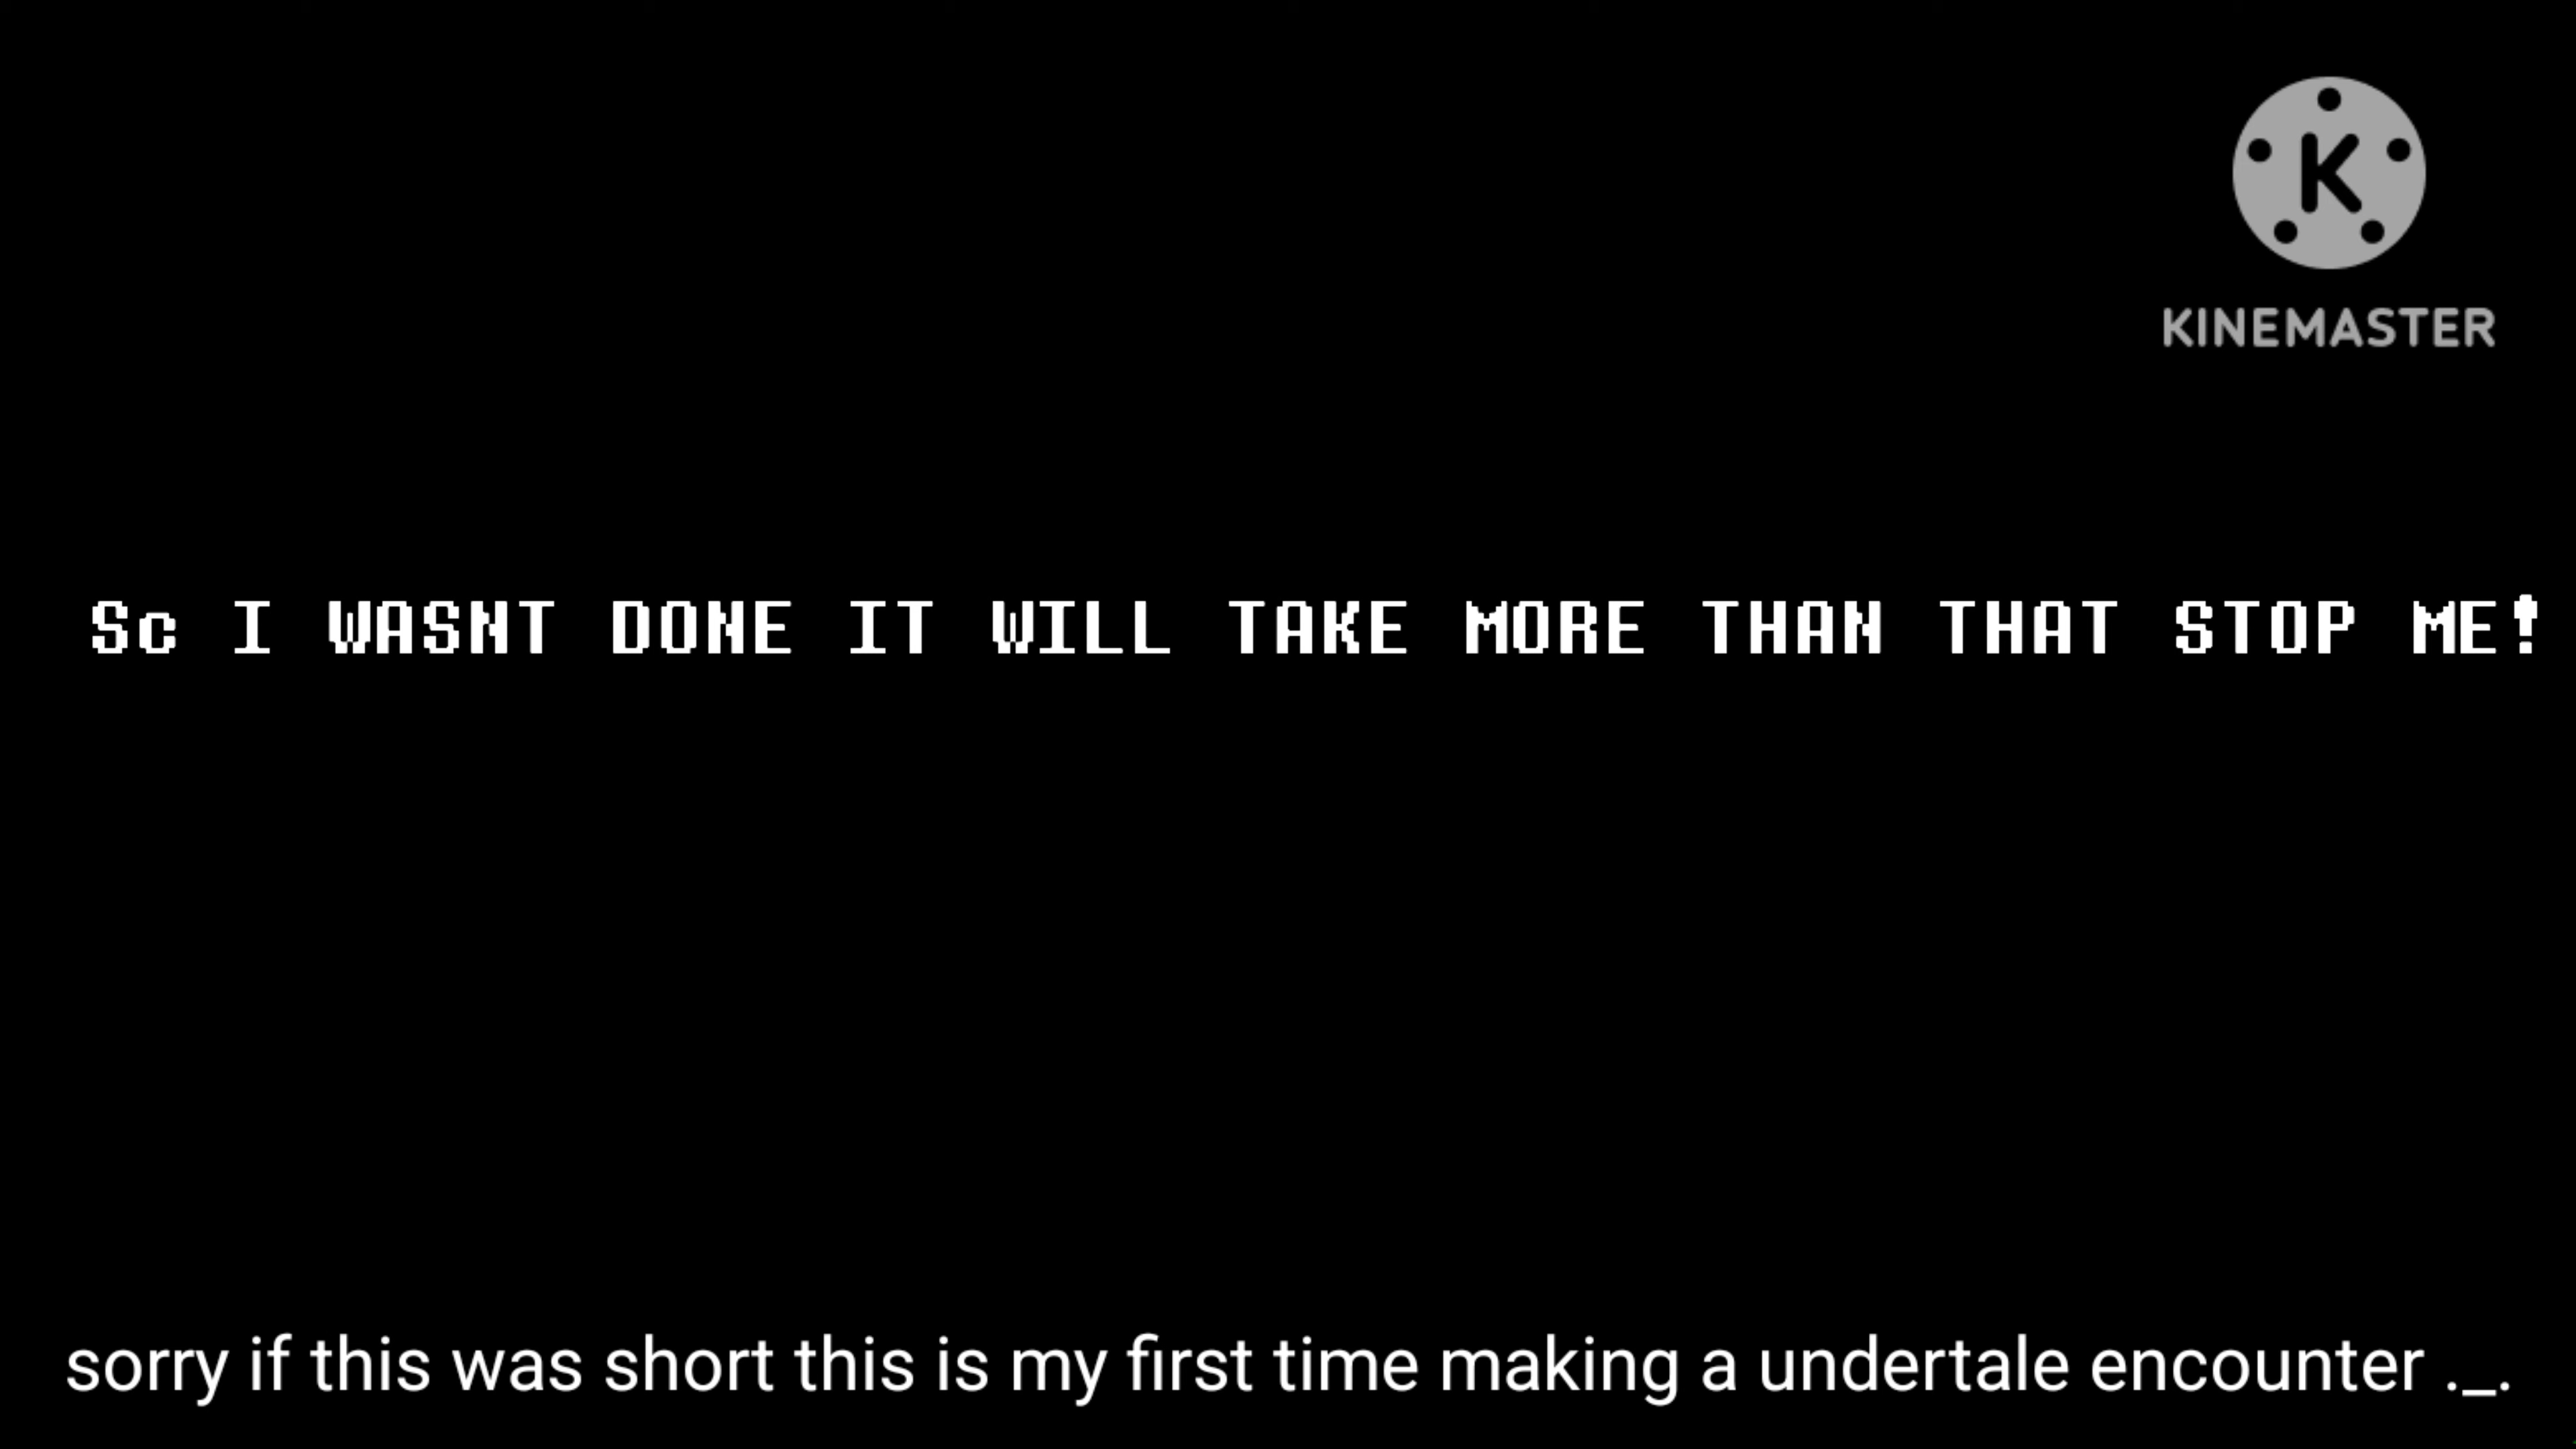 K
KINEMASTER
Sc I WASNT DONE IT WILL TAKE MORE THAN THAT STOP ME!
sorry if this was short this is my first time making a undertale encounter ._.